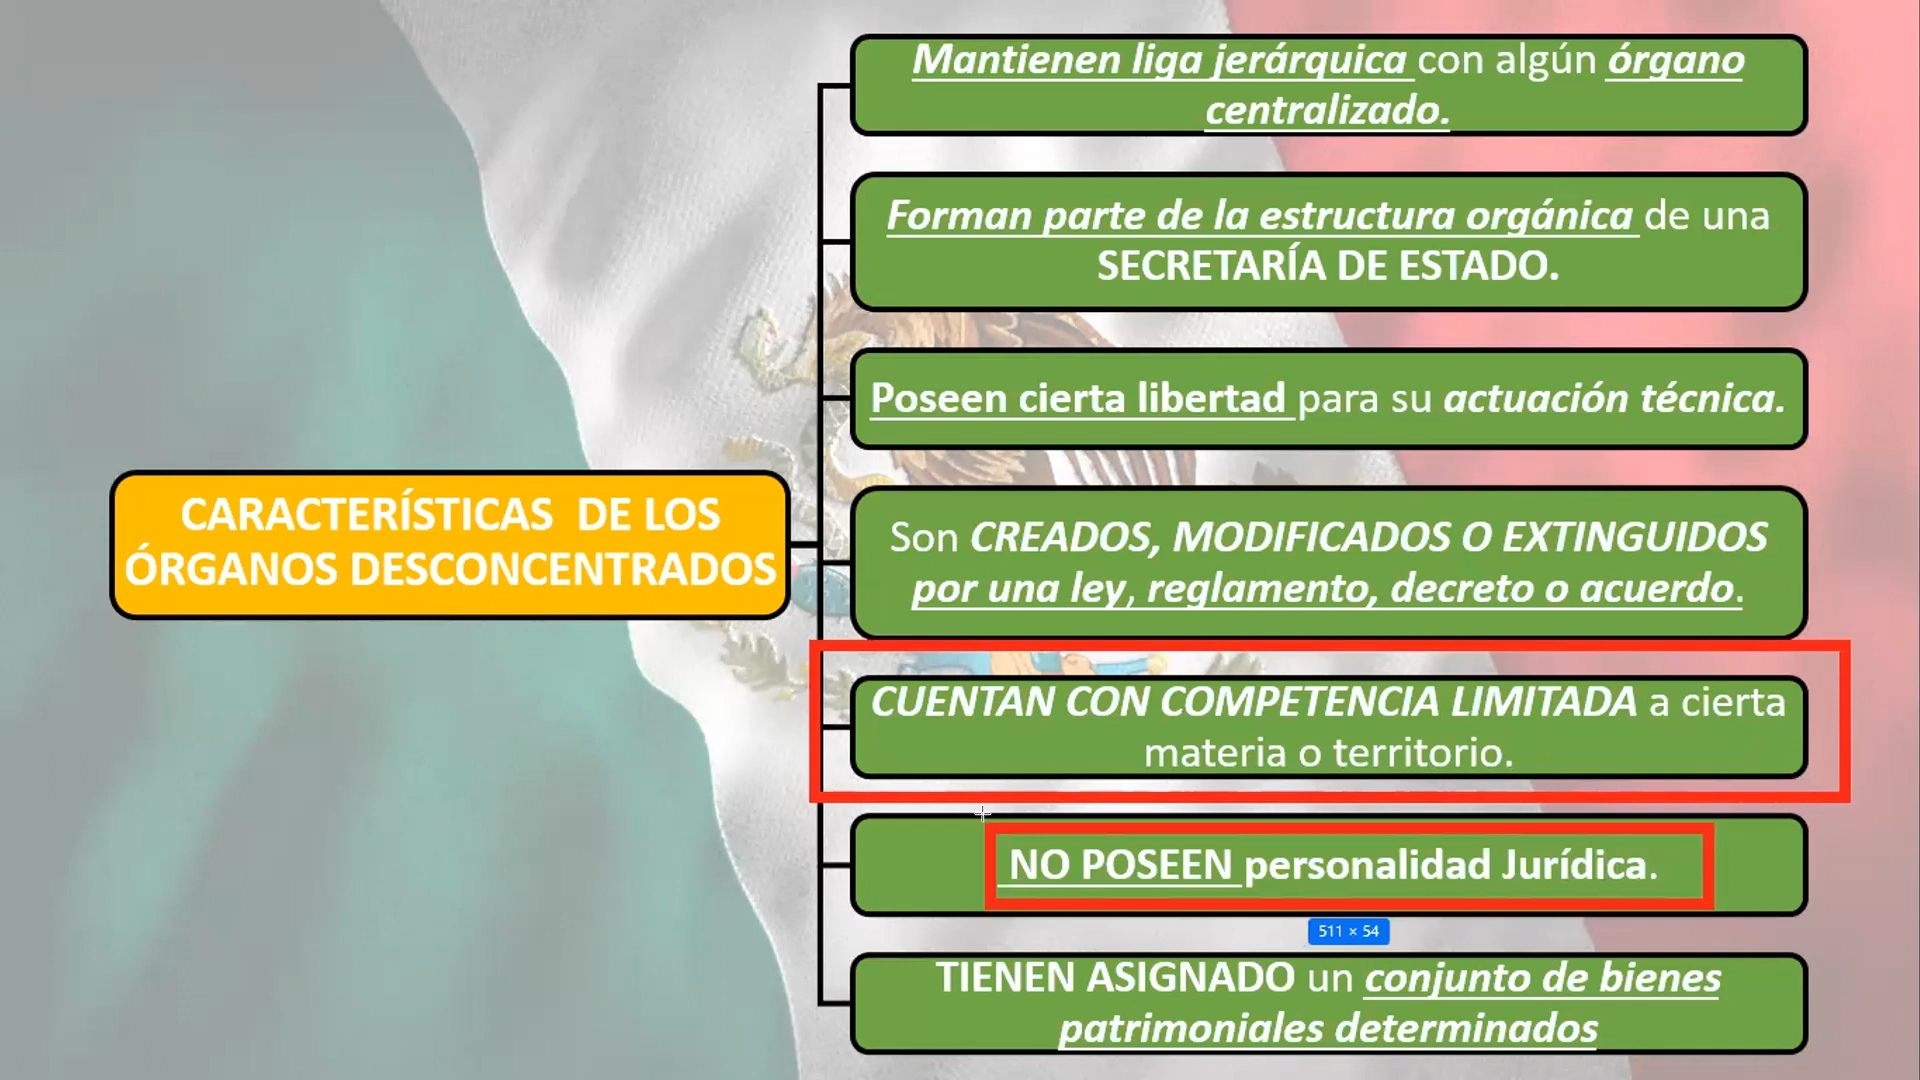 CARACTERÍSTICAS DE LOS
ÓRGANOS DESCONCENTRADOS
Mantienen liga jerárquica con algún órgano
centralizado.
Forman parte de la estructura orgánica de una
SECRETARÍA DE ESTADO.
Poseen cierta libertad para su actuación técnica.
Son CREADOS, MODIFICADOS O EXTINGUIDOS
por una ley, reglamento, decreto o acuerdo.
CUENTAN CON COMPETENCIA LIMITADA a cierta
materia o territorio.
NO POSEEN personalidad Jurídica.
511 × 54
TIENEN ASIGNADO un conjunto de bienes
patrimoniales determinados